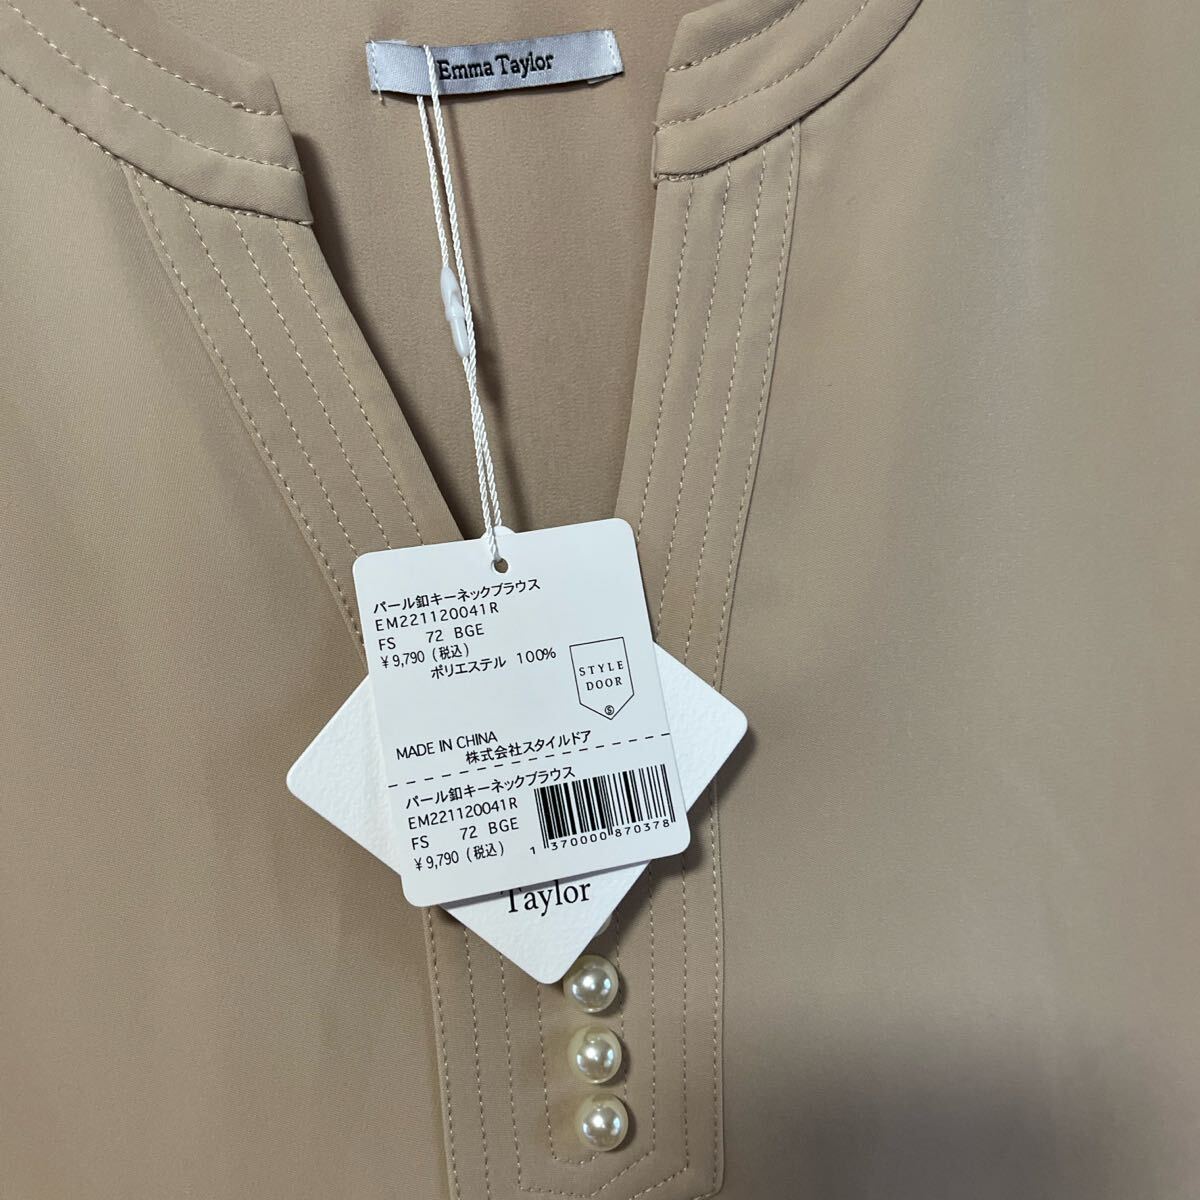 Emma Taylor
パール釦キーネックブラウス
EM221120041R
FS 72 BGE
¥9,790 (税込)
ポリエステル 100%
STYLE
DOOR
S
MADE IN CHINA
株式会社スタイルドア
パール釦キーネックブラウス
EM221120041R
FS 72 BGE
¥9,790 (税込)
1 370000 870378
Taylor